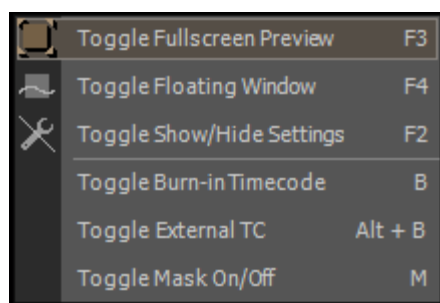 Toggle Fullscreen Preview F3
Toggle Floating Window F4
Toggle Show/Hide Settings F2
Toggle Burn-in Timecode B
Toggle External TC Alt + B
Toggle Mask On/Off M